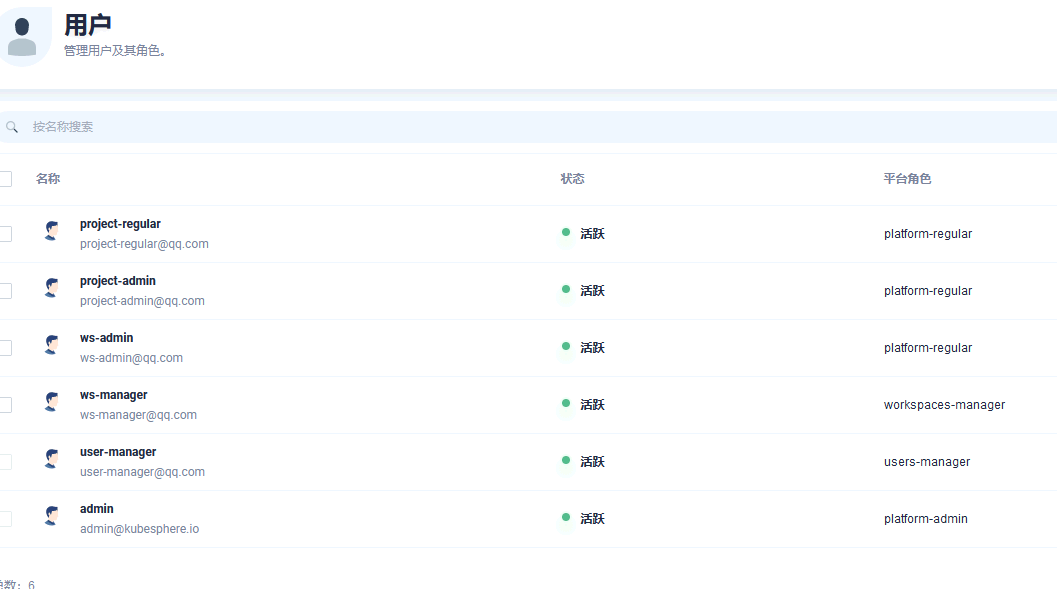 用户
管理用户及其角色。
按名称搜索
名称 状态 平台角色
project-regular
project-regular@qq.com
活跃
platform-regular
project-admin
project-admin@qq.com
活跃
platform-regular
ws-admin
ws-admin@qq.com
活跃
platform-regular
ws-manager
ws-manager@qq.com
活跃
workspaces-manager
user-manager
user-manager@qq.com
活跃
users-manager
admin
admin@kubesphere.io
活跃
platform-admin
总数：6